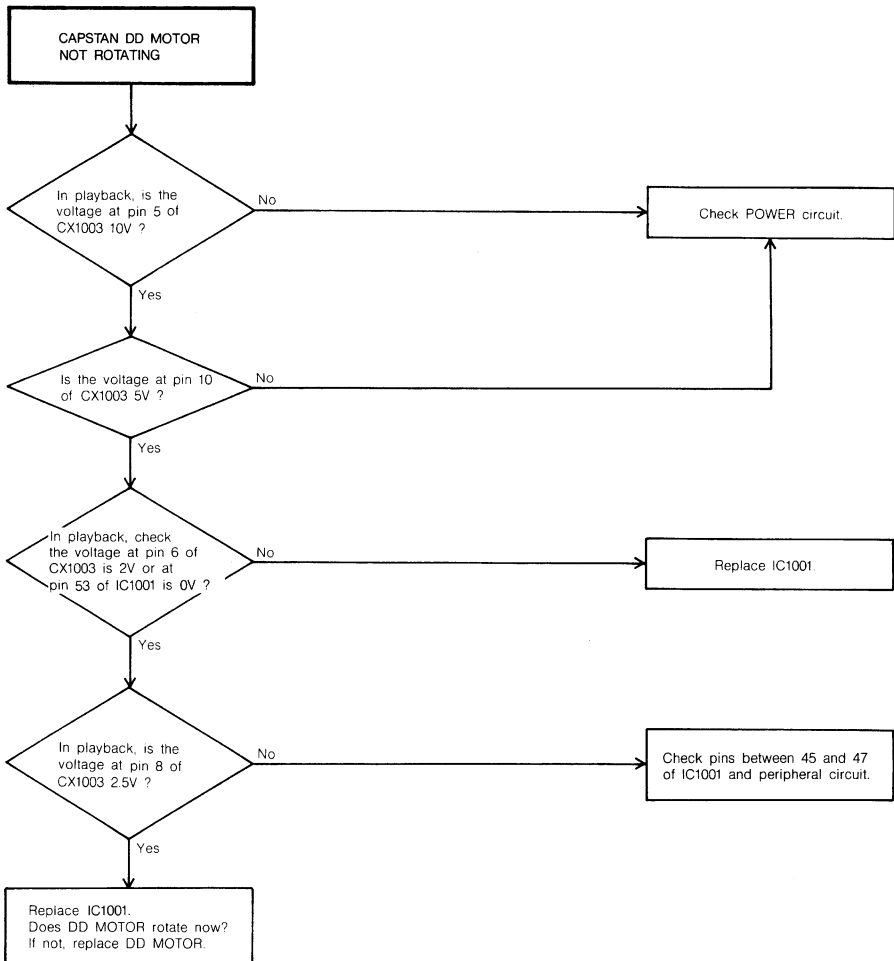 CAPSTAN DD MOTOR
NOT ROTATING
In playback, is the
voltage at pin 5 of
CX1003 10V ?
No
Check POWER circuit.
Yes
Is the voltage at pin 10
of CX1003 5V ?
No
Yes
In playback, check
the voltage at pin 6 of
CX1003 is 2V or at
pin 53 of IC1001 is 0V ?
No
Replace IC1001.
Yes
In playback, is the
voltage at pin 8 of
CX1003 2.5V ?
No
Check pins between 45 and 47
of IC1001 and peripheral circuit.
Yes
Replace IC1001.
Does DD MOTOR rotate now?
If not, replace DD MOTOR.